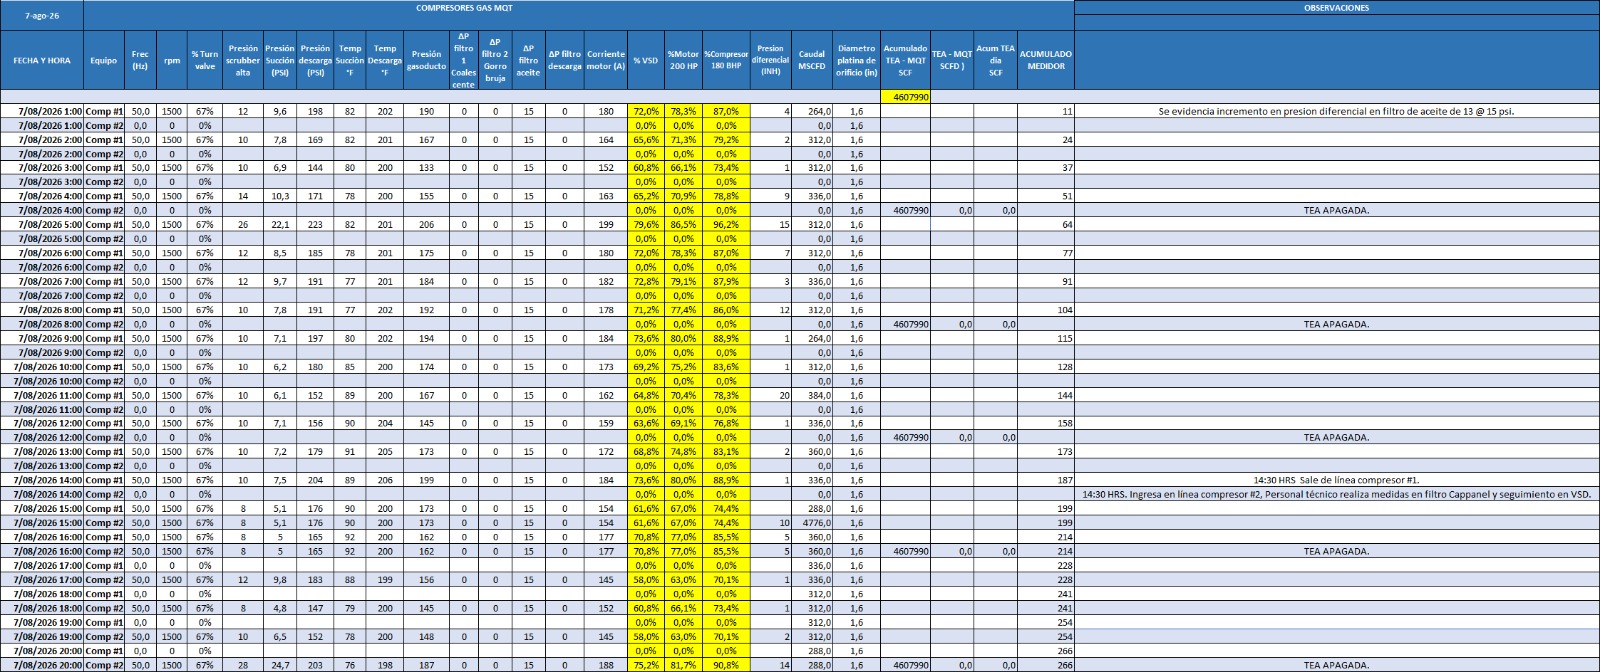 7-ago-26 COMPRESORES GAS MQT OBSERVACIONES
FECHA Y HORA Equipo Frec (Hz) rpm % Turn valve Presión scrubber alta Presión Succión (PSI) Presión descarga (PSI) Temp Succión °F Temp Descarga °F Presión gasoducto ΔP filtro 1 Coales cente ΔP filtro 2 Gorro bruja ΔP filtro aceite ΔP filtro descarga Corriente motor (A) % VSD %Motor 200 HP %Compresor 180 BHP Presion diferencial (INH) Caudal MSCFD Diametro platina de orificio (in) Acumulado TEA - MQT SCF TEA - MQT SCFD ) Acum TEA dia SCF ACUMULADO MEDIDOR
4607990
7/08/2026 1:00 Comp #1 50,0 1500 67% 12 9,6 198 82 202 190 0 0 15 0 180 72,0% 78,3% 87,0% 4 264,0 1,6 11 Se evidencia incremento en presion diferencial en filtro de aceite de 13 @ 15 psi.
7/08/2026 1:00 Comp #2 0,0 0 0% 0,0% 0,0% 0,0% 0,0 1,6
7/08/2026 2:00 Comp #1 50,0 1500 67% 10 7,8 169 82 201 167 0 0 15 0 164 65,6% 71,3% 79,2% 2 312,0 1,6 24
7/08/2026 2:00 Comp #2 0,0 0 0% 0,0% 0,0% 0,0% 0,0 1,6
7/08/2026 3:00 Comp #1 50,0 1500 67% 10 6,9 144 80 200 133 0 0 15 0 152 60,8% 66,1% 73,4% 1 312,0 1,6 37
7/08/2026 3:00 Comp #2 0,0 0 0% 0,0% 0,0% 0,0% 0,0 1,6
7/08/2026 4:00 Comp #1 50,0 1500 67% 14 10,3 171 78 200 155 0 0 15 0 163 65,2% 70,9% 78,8% 9 336,0 1,6 51
7/08/2026 4:00 Comp #2 0,0 0 0% 0,0% 0,0% 0,0% 0,0 1,6 4607990 0,0 0,0 TEA APAGADA.
7/08/2026 5:00 Comp #1 50,0 1500 67% 26 22,1 223 82 201 206 0 0 15 0 199 79,6% 86,5% 96,2% 15 312,0 1,6 64
7/08/2026 5:00 Comp #2 0,0 0 0% 0,0% 0,0% 0,0% 0,0 1,6
7/08/2026 6:00 Comp #1 50,0 1500 67% 12 8,5 185 78 201 175 0 0 15 0 180 72,0% 78,3% 87,0% 7 312,0 1,6 77
7/08/2026 6:00 Comp #2 0,0 0 0% 0,0% 0,0% 0,0% 0,0 1,6
7/08/2026 7:00 Comp #1 50,0 1500 67% 12 9,7 191 77 201 184 0 0 15 0 182 72,8% 79,1% 87,9% 3 336,0 1,6 91
7/08/2026 7:00 Comp #2 0,0 0 0% 0,0% 0,0% 0,0% 0,0 1,6
7/08/2026 8:00 Comp #1 50,0 1500 67% 10 7,8 191 77 202 192 0 0 15 0 178 71,2% 77,4% 86,0% 12 312,0 1,6 104
7/08/2026 8:00 Comp #2 0,0 0 0% 0,0% 0,0% 0,0% 0,0 1,6 4607990 0,0 0,0 TEA APAGADA.
7/08/2026 9:00 Comp #1 50,0 1500 67% 10 7,1 197 80 202 194 0 0 15 0 184 73,6% 80,0% 88,9% 1 264,0 1,6 115
7/08/2026 9:00 Comp #2 0,0 0 0% 0,0% 0,0% 0,0% 0,0 1,6
7/08/2026 10:00 Comp #1 50,0 1500 67% 10 6,2 180 85 200 174 0 0 15 0 173 69,2% 75,2% 83,6% 1 312,0 1,6 128
7/08/2026 10:00 Comp #2 0,0 0 0% 0,0% 0,0% 0,0% 0,0 1,6
7/08/2026 11:00 Comp #1 50,0 1500 67% 10 6,1 152 89 200 167 0 0 15 0 162 64,8% 70,4% 78,3% 20 384,0 1,6 144
7/08/2026 11:00 Comp #2 0,0 0 0% 0,0% 0,0% 0,0% 0,0 1,6
7/08/2026 12:00 Comp #1 50,0 1500 67% 10 7,1 156 90 204 145 0 0 15 0 159 63,6% 69,1% 76,8% 1 336,0 1,6 158
7/08/2026 12:00 Comp #2 0,0 0 0% 0,0% 0,0% 0,0% 0,0 1,6 4607990 0,0 0,0 TEA APAGADA.
7/08/2026 13:00 Comp #1 50,0 1500 67% 10 7,2 179 91 205 173 0 0 15 0 172 68,8% 74,8% 83,1% 2 360,0 1,6 173
7/08/2026 13:00 Comp #2 0,0 0 0% 0,0% 0,0% 0,0% 0,0 1,6
7/08/2026 14:00 Comp #1 50,0 1500 67% 10 7,5 204 89 206 199 0 0 15 0 184 73,6% 80,0% 88,9% 1 336,0 1,6 187 14:30 HRS Sale de línea compresor #1.
7/08/2026 14:00 Comp #2 0,0 0 0% 0,0% 0,0% 0,0% 0,0 1,6 14:30 HRS. Ingresa en línea compresor #2, Personal técnico realiza medidas en filtro Cappanel y seguimiento en VSD.
7/08/2026 15:00 Comp #1 50,0 1500 67% 8 5,1 176 90 200 173 0 0 15 0 154 61,6% 67,0% 74,4% 288,0 1,6 199
7/08/2026 15:00 Comp #2 50,0 1500 67% 8 5,1 176 90 200 173 0 0 15 0 154 61,6% 67,0% 74,4% 10 4776,0 1,6 199
7/08/2026 16:00 Comp #1 50,0 1500 67% 8 5 165 92 200 162 0 0 15 0 177 70,8% 77,0% 85,5% 5 360,0 1,6 214
7/08/2026 16:00 Comp #2 50,0 1500 67% 8 5 165 92 200 162 0 0 15 0 177 70,8% 77,0% 85,5% 5 360,0 1,6 4607990 0,0 0,0 214 TEA APAGADA.
7/08/2026 17:00 Comp #1 0,0 0 0% 0,0% 0,0% 0,0% 336,0 1,6 228
7/08/2026 17:00 Comp #2 50,0 1500 67% 12 9,8 183 88 199 156 0 0 15 0 145 58,0% 63,0% 70,1% 1 336,0 1,6 228
7/08/2026 18:00 Comp #1 0,0 0 0% 0,0% 0,0% 0,0% 312,0 1,6 241
7/08/2026 18:00 Comp #2 50,0 1500 67% 8 4,8 147 79 200 145 0 0 15 0 152 60,8% 66,1% 73,4% 1 312,0 1,6 241
7/08/2026 19:00 Comp #1 0,0 0 0% 0,0% 0,0% 0,0% 312,0 1,6 254
7/08/2026 19:00 Comp #2 50,0 1500 67% 10 6,5 152 78 200 148 0 0 15 0 145 58,0% 63,0% 70,1% 2 312,0 1,6 254
7/08/2026 20:00 Comp #1 0,0 0 0% 0,0% 0,0% 0,0% 288,0 1,6 266
7/08/2026 20:00 Comp #2 50,0 1500 67% 28 24,7 203 76 198 187 0 0 15 0 188 75,2% 81,7% 90,8% 14 288,0 1,6 4607990 0,0 0,0 266 TEA APAGADA.